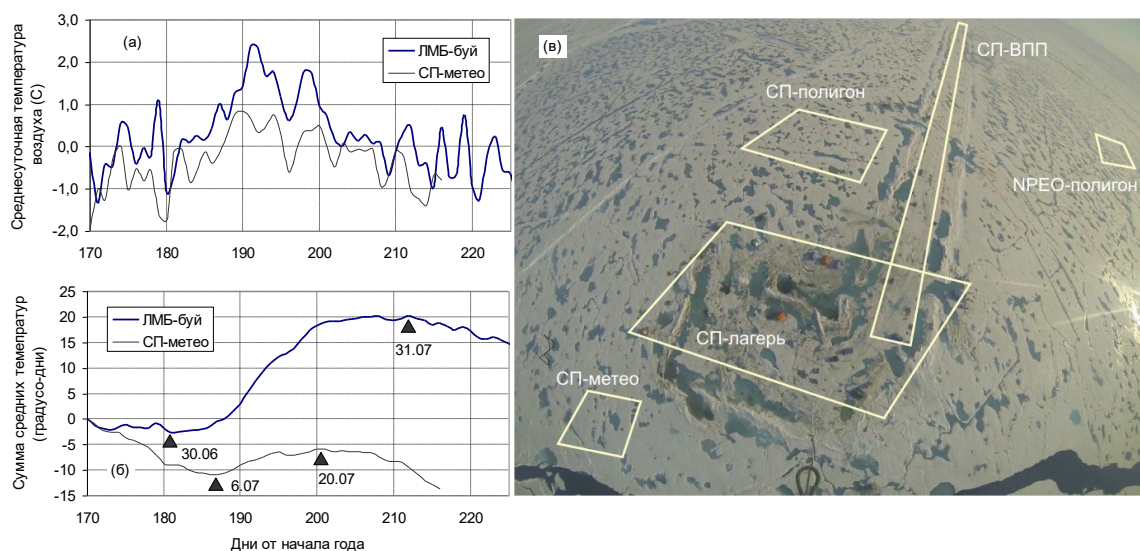 (а)
ЛМБ-буй
СП-метео
Среднесуточная температура
воздуха (С)
3,0
2,0
1,0
0,0
-1,0
-2,0
170 180 190 200 210 220
(б)
ЛМБ-буй
СП-метео
Сумма средних температур
(градусо-дни)
25
20
15
10
5
0
-5
-10
-15
30.06
6.07
20.07
31.07
170 180 190 200 210 220
Дни от начала года
(в)
СП-ВПП
СП-полигон
NPEO-полигон
СП-лагерь
СП-метео